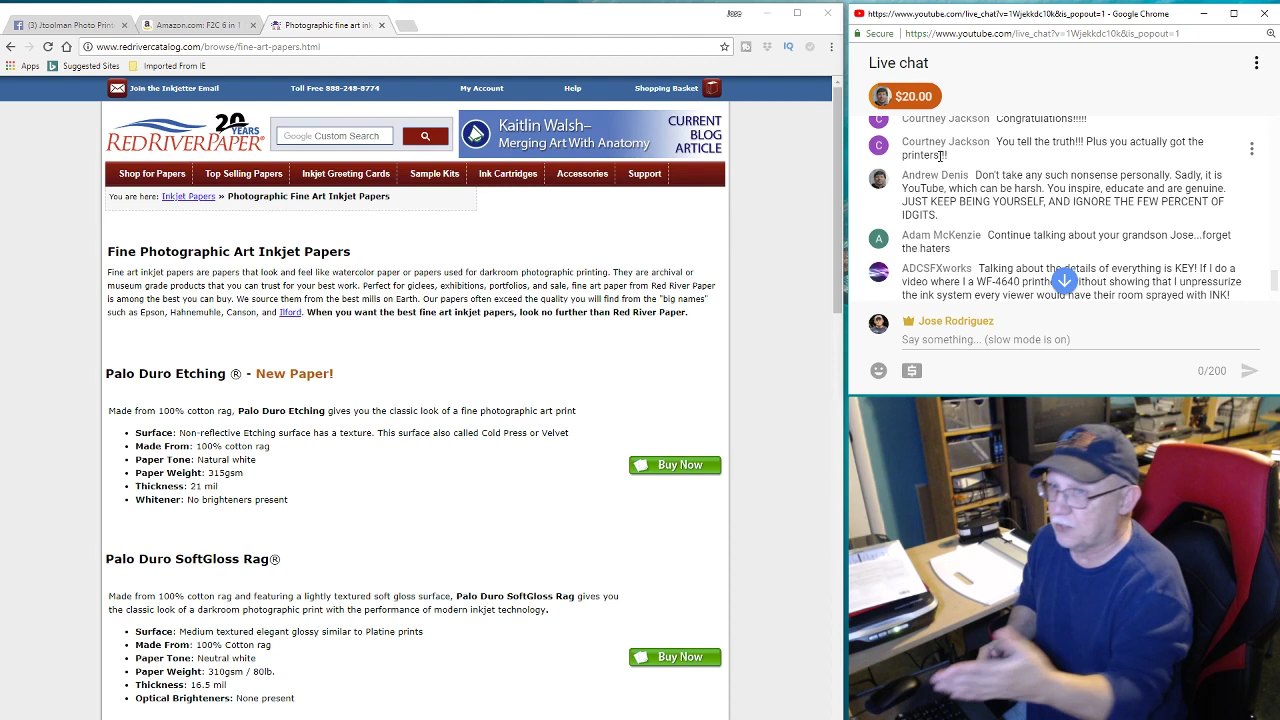 (3) Jtoolman Photo Print
Amazon.com: F2C 6 in 1
Photographic fine art ink
Jose
www.redrivercatalog.com/browse/fine-art-papers.html
Apps
Suggested Sites
Imported From IE
Join the Inkjetter Email
Toll Free 888-248-8774
My Account
Help
Shopping Basket
RED RIVER PAPER
20 YEARS
Google Custom Search
Kaitlin Walsh–
Merging Art With Anatomy
CURRENT
BLOG
ARTICLE
Shop for Papers
Top Selling Papers
Inkjet Greeting Cards
Sample Kits
Ink Cartridges
Accessories
Support
You are here: Inkjet Papers » Photographic Fine Art Inkjet Papers
Fine Photographic Art Inkjet Papers
Fine art inkjet papers are papers that look and feel like watercolor paper or papers used for darkroom photographic printing. They are archival or
museum grade products that you can trust for your best work. Perfect for giclees, exhibitions, portfolios, and sale, fine art paper from Red River Paper
is among the best you can buy. We source them from the best mills on Earth. Our papers often exceed the quality you will find from the "big names"
such as Epson, Hahnemuhle, Canson, and Ilford. When you want the best fine art inkjet papers, look no further than Red River Paper.
Palo Duro Etching ® - New Paper!
Made from 100% cotton rag, Palo Duro Etching gives you the classic look of a fine photographic art print
Surface: Non-reflective Etching surface has a texture. This surface also called Cold Press or Velvet
Made From: 100% cotton rag
Paper Tone: Natural white
Paper Weight: 315gsm
Thickness: 21 mil
Whitener: No brighteners present
Buy Now
Palo Duro SoftGloss Rag®
Made from 100% cotton rag and featuring a lightly textured soft gloss surface, Palo Duro SoftGloss Rag gives you
the classic look of a darkroom photographic print with the performance of modern inkjet technology.
Surface: Medium textured elegant glossy similar to Platine prints
Made From: 100% Cotton rag
Paper Tone: Neutral white
Paper Weight: 310gsm / 80lb.
Thickness: 16.5 mil
Optical Brighteners: None present
Buy Now
https://www.youtube.com/live_chat?v=1Wjekkdc10k&is_popout=1 - Google Chrome
Secure
https://www.youtube.com/live_chat?v=1Wjekkdc10k&is_popout=1
Live chat
$20.00
Courtney Jackson Congratulations!!!!!
Courtney Jackson You tell the truth!!! Plus you actually got the
printers!!!
Andrew Denis Don't take any such nonsense personally. Sadly, it is
YouTube, which can be harsh. You inspire, educate and are genuine.
JUST KEEP BEING YOURSELF, AND IGNORE THE FEW PERCENT OF
IDGITS.
Adam McKenzie Continue talking about your grandson Jose...forget
the haters
ADCSFXworks Talking about the details of everything is KEY! If I do a
video where I a WF-4640 without showing that I unpressurize
the ink system every viewer would have their room sprayed with INK!
Jose Rodriguez
Say something... (slow mode is on)
0/200